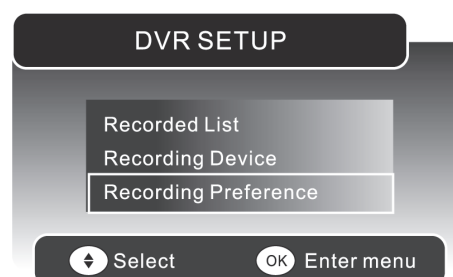 DVR SETUP
Recorded List
Recording Device
Recording Preference
Select OK Enter menu